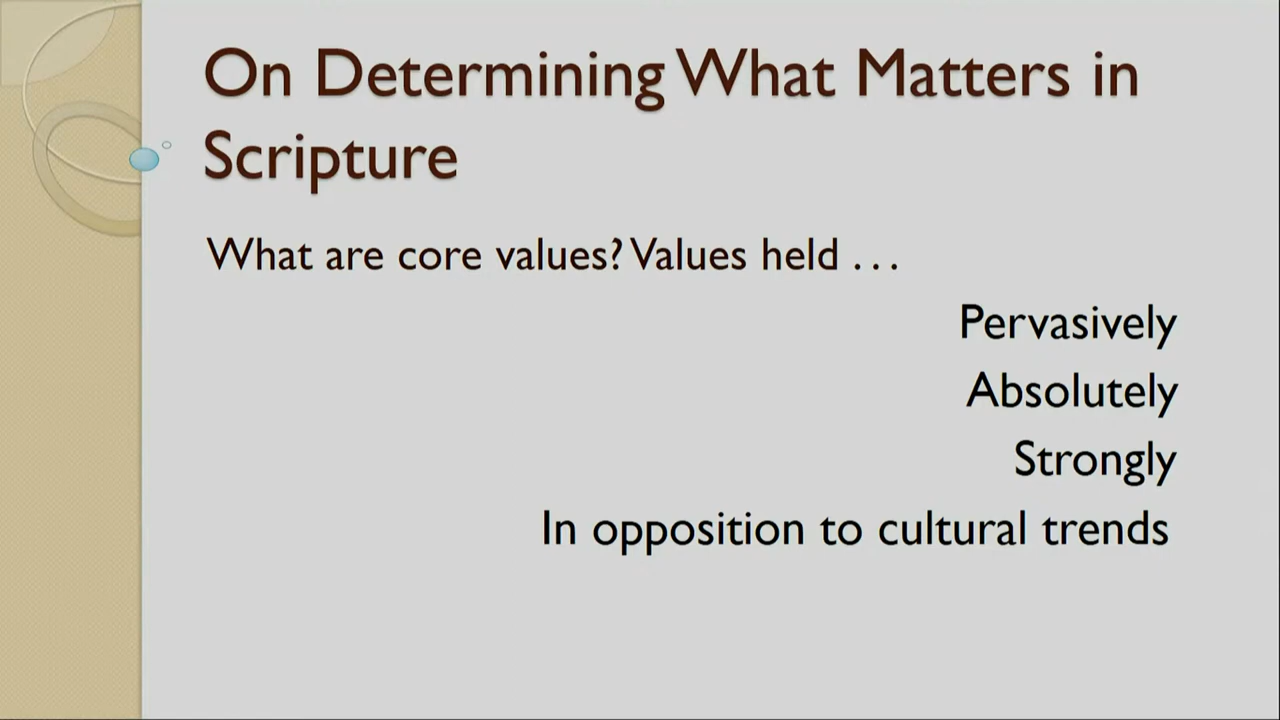 On Determining What Matters in
Scripture
What are core values? Values held . . .
Pervasively
Absolutely
Strongly
In opposition to cultural trends